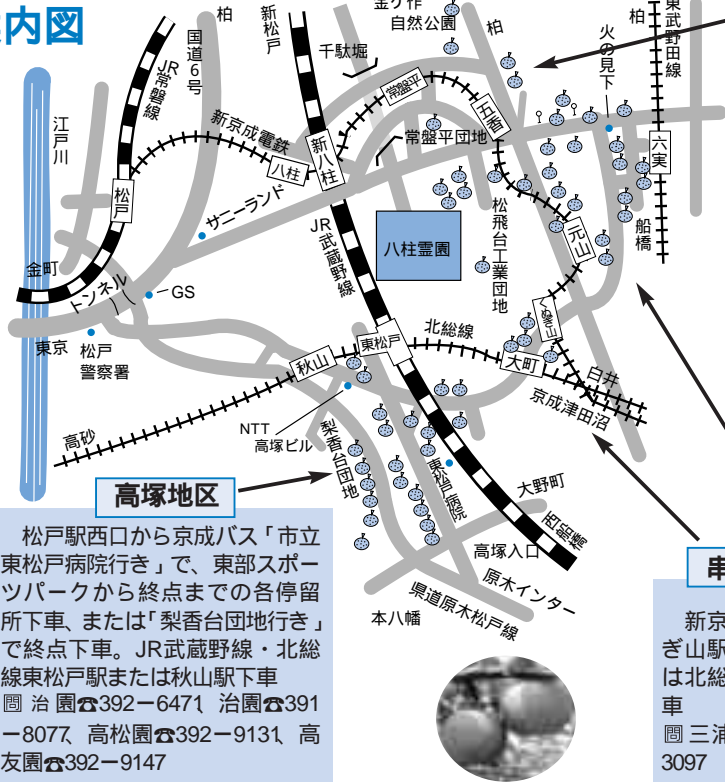 内図
柏
新松戸
金ケ作
自然公園
柏
火の見下
柏
東武野田線
国道6号
JR常磐線
千駄堀
江戸川
新京成電鉄
常盤平
五香
常盤平団地
新八柱
八柱
六実
松戸
サニーランド
JR武蔵野線
八柱霊園
松飛台工業団地
元山
船橋
金町
トンネル
GS
くぬぎ山
東京
松戸
警察署
北総線
東松戸
秋山
大町
白井
京成津田沼
NTT
高塚ビル
高砂
梨香台団地
東松戸病院
大野町
西船橋
高塚入口
原木インター
県道原木松戸線
本八幡
高塚地区
松戸駅西口から京成バス「市立
東松戸病院行き」で、東部スポー
ツパークから終点までの各停留
所下車、または「梨香台団地行き」
で終点下車。JR武蔵野線・北総
線東松戸駅または秋山駅下車
問治園☎392－6471、治園☎391
－8077、高松園☎392－9131、高
友園☎392－9147
串
新京
ぎ山駅
は北総
車
問三浦
3097